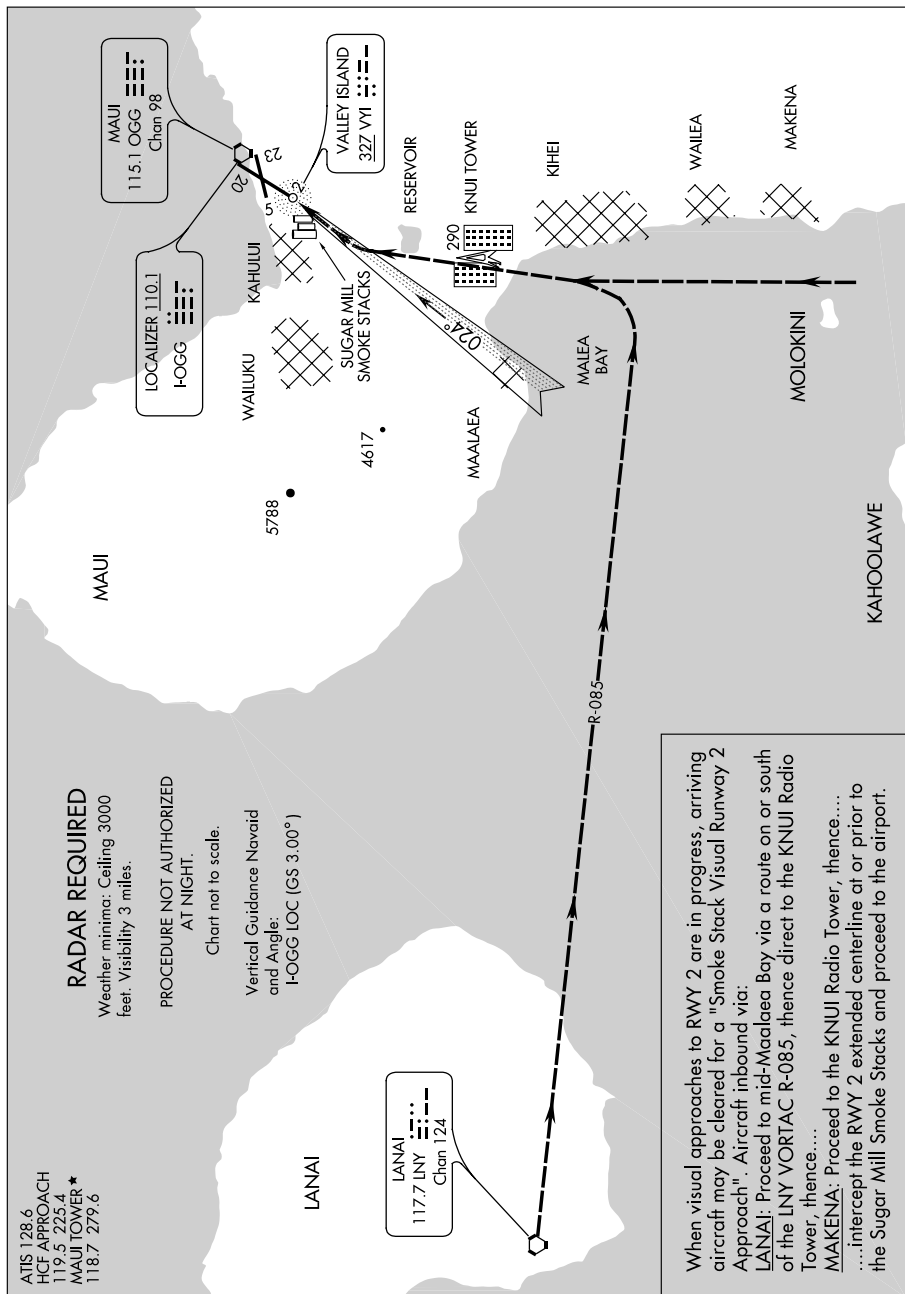 ATIS 128.6
HCF APPROACH
119.5 225.4
MAUI TOWER★
118.7 279.6
RADAR REQUIRED
Weather minima: Ceiling 3000
feet. Visibility 3 miles.
PROCEDURE NOT AUTHORIZED
AT NIGHT.
Chart not to scale.
Vertical Guidance Navaid
and Angle:
I-OGG LOC (GS 3.00°)
MAUI
LOCALIZER 110.1
I-OGG
MAUI
115.1 OGG
Chan 98
20
23
5
2
VALLEY ISLAND
327 VYI
KAHULUI
WAILUKU
SUGAR MILL
SMOKE STACKS
5788
4617
024°
RESERVOIR
290
KNUI TOWER
KIHEI
WAILEA
MAKENA
MAALAEA
MALEA
BAY
MOLOKINI
KAHOOLAWE
R-085
LANAI
LANAI
117.7 LNY
Chan 124
When visual approaches to RWY 2 are in progress, arriving
aircraft may be cleared for a "Smoke Stack Visual Runway 2
Approach". Aircraft inbound via:
LANAI: Proceed to mid-Maalaea Bay via a route on or south
of the LNY VORTAC R-085, thence direct to the KNUI Radio
Tower, thence....
MAKENA: Proceed to the KNUI Radio Tower, thence....
....intercept the RWY 2 extended centerline at or prior to
the Sugar Mill Smoke Stacks and proceed to the airport.